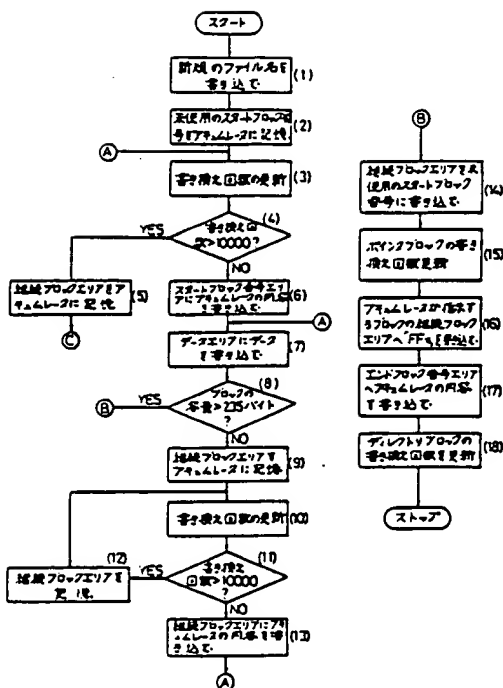 スタート
新規のファイル名を
書き込て
(1)
未使用のスタートブロック番
号をアキュムレータに記憶
(2)
A
書き換え回数の更新
(3)
(4)
書き換え回
数>10000?
YES
NO
継続ブロックエリアをア
キュムレータに記憶
(5)
C
スタートブロック番号エリ
アにアキュムレータの内容
を書き込て
(6)
A
データエリアにデータ
を書き込て
(7)
(8)
ブロックの
容量>235バイト
?
YES
B
NO
継続ブロックエリアを
アキュムレータに記憶
(9)
書き換え回数の更新
(10)
(11)
書き換え
回数>10000
?
YES
(12)
継続ブロックエリアを
記憶
NO
継続ブロックエリアにア
キュムレータの内容を書
き込て
(13)
A
B
継続ブロックエリアを未
使用のスタートブロック
番号に書き込て
(14)
ポインタブロックの書き
換え回数更新
(15)
アキュムレータが指示す
るブロックの継続ブロック
エリアへ"FF"を書き込て
(16)
エンドブロック番号エリア
へアキュムレータの内容
を書き込て
(17)
ディレクトリブロックの
書き換え回数を更新
(18)
ストップ